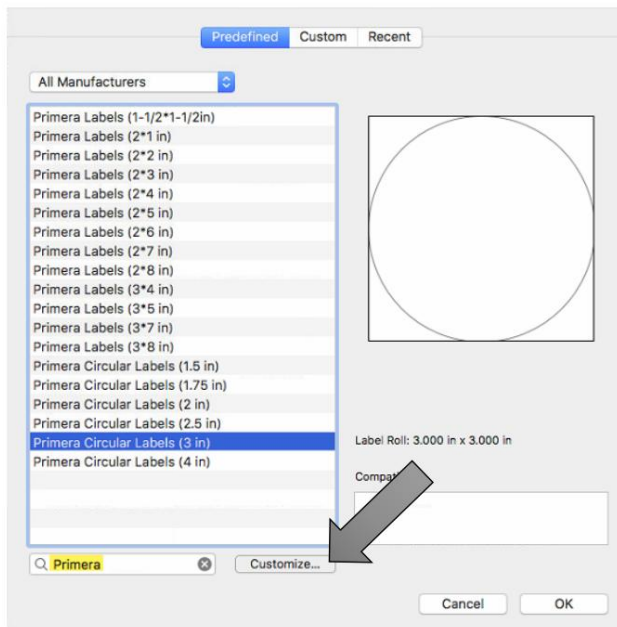 Predefined Custom Recent
All Manufacturers
Primera Labels (1-1/2*1-1/2in)
Primera Labels (2*1 in)
Primera Labels (2*2 in)
Primera Labels (2*3 in)
Primera Labels (2*4 in)
Primera Labels (2*5 in)
Primera Labels (2*6 in)
Primera Labels (2*7 in)
Primera Labels (2*8 in)
Primera Labels (3*4 in)
Primera Labels (3*5 in)
Primera Labels (3*7 in)
Primera Labels (3*8 in)
Primera Circular Labels (1.5 in)
Primera Circular Labels (1.75 in)
Primera Circular Labels (2 in)
Primera Circular Labels (2.5 in)
Primera Circular Labels (3 in)
Primera Circular Labels (4 in)
Label Roll: 3.000 in x 3.000 in
Primera
Customize...
Cancel OK